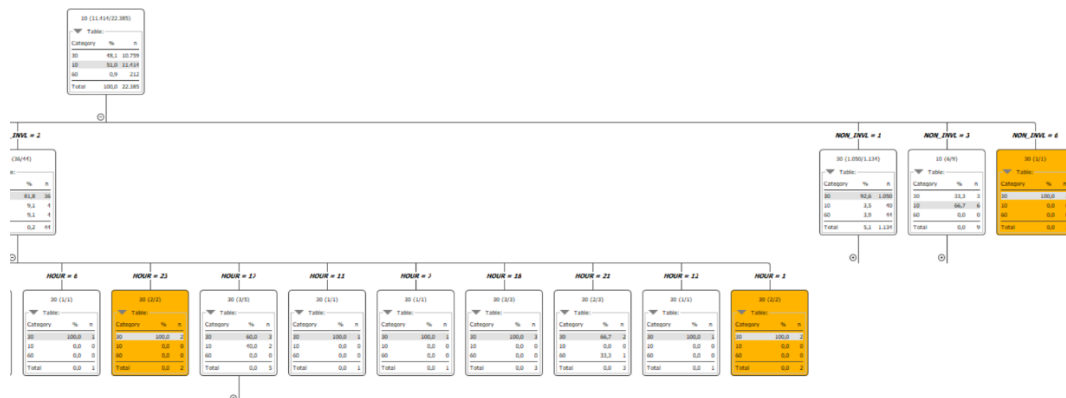 10 (11.414/22.385)
Table:
Category % n
30 48,1 10.759
10 51,0 11.414
60 0,9 212
Total 100,0 22.385
_INVL = 2
NON_INVL = 1
NON_INVL = 3
NON_INVL = 6
(36/44)
% n
81,8 36
9,1 4
9,1 4
0,2 44
30 (1.050/1.134)
Table:
Category % n
30 92,6 1.050
10 3,5 40
60 3,9 44
Total 5,1 1.134
10 (6/9)
Table:
Category % n
30 33,3 3
10 66,7 6
60 0,0 0
Total 0,0 9
30 (1/1)
Table:
Category %
30 100,0
10 0,0
60 0,0
Total 0,0
HOUR = 6
HOUR = 23
HOUR = 17
HOUR = 11
HOUR = 7
HOUR = 18
HOUR = 21
HOUR = 12
HOUR = 1
30 (1/1)
Table:
Category % n
30 100,0 1
10 0,0 0
60 0,0 0
Total 0,0 1
30 (2/2)
Table:
Category % n
30 100,0 2
10 0,0 0
60 0,0 0
Total 0,0 2
30 (3/5)
Table:
Category % n
30 60,0 3
10 40,0 2
60 0,0 0
Total 0,0 5
30 (1/1)
Table:
Category % n
30 100,0 1
10 0,0 0
60 0,0 0
Total 0,0 1
30 (1/1)
Table:
Category % n
30 100,0 1
10 0,0 0
60 0,0 0
Total 0,0 1
30 (3/3)
Table:
Category % n
30 100,0 3
10 0,0 0
60 0,0 0
Total 0,0 3
30 (2/3)
Table:
Category % n
30 66,7 2
10 0,0 0
60 33,3 1
Total 0,0 3
30 (1/1)
Table:
Category % n
30 100,0 1
10 0,0 0
60 0,0 0
Total 0,0 1
30 (2/2)
Table:
Category % n
30 100,0 2
10 0,0 0
60 0,0 0
Total 0,0 2